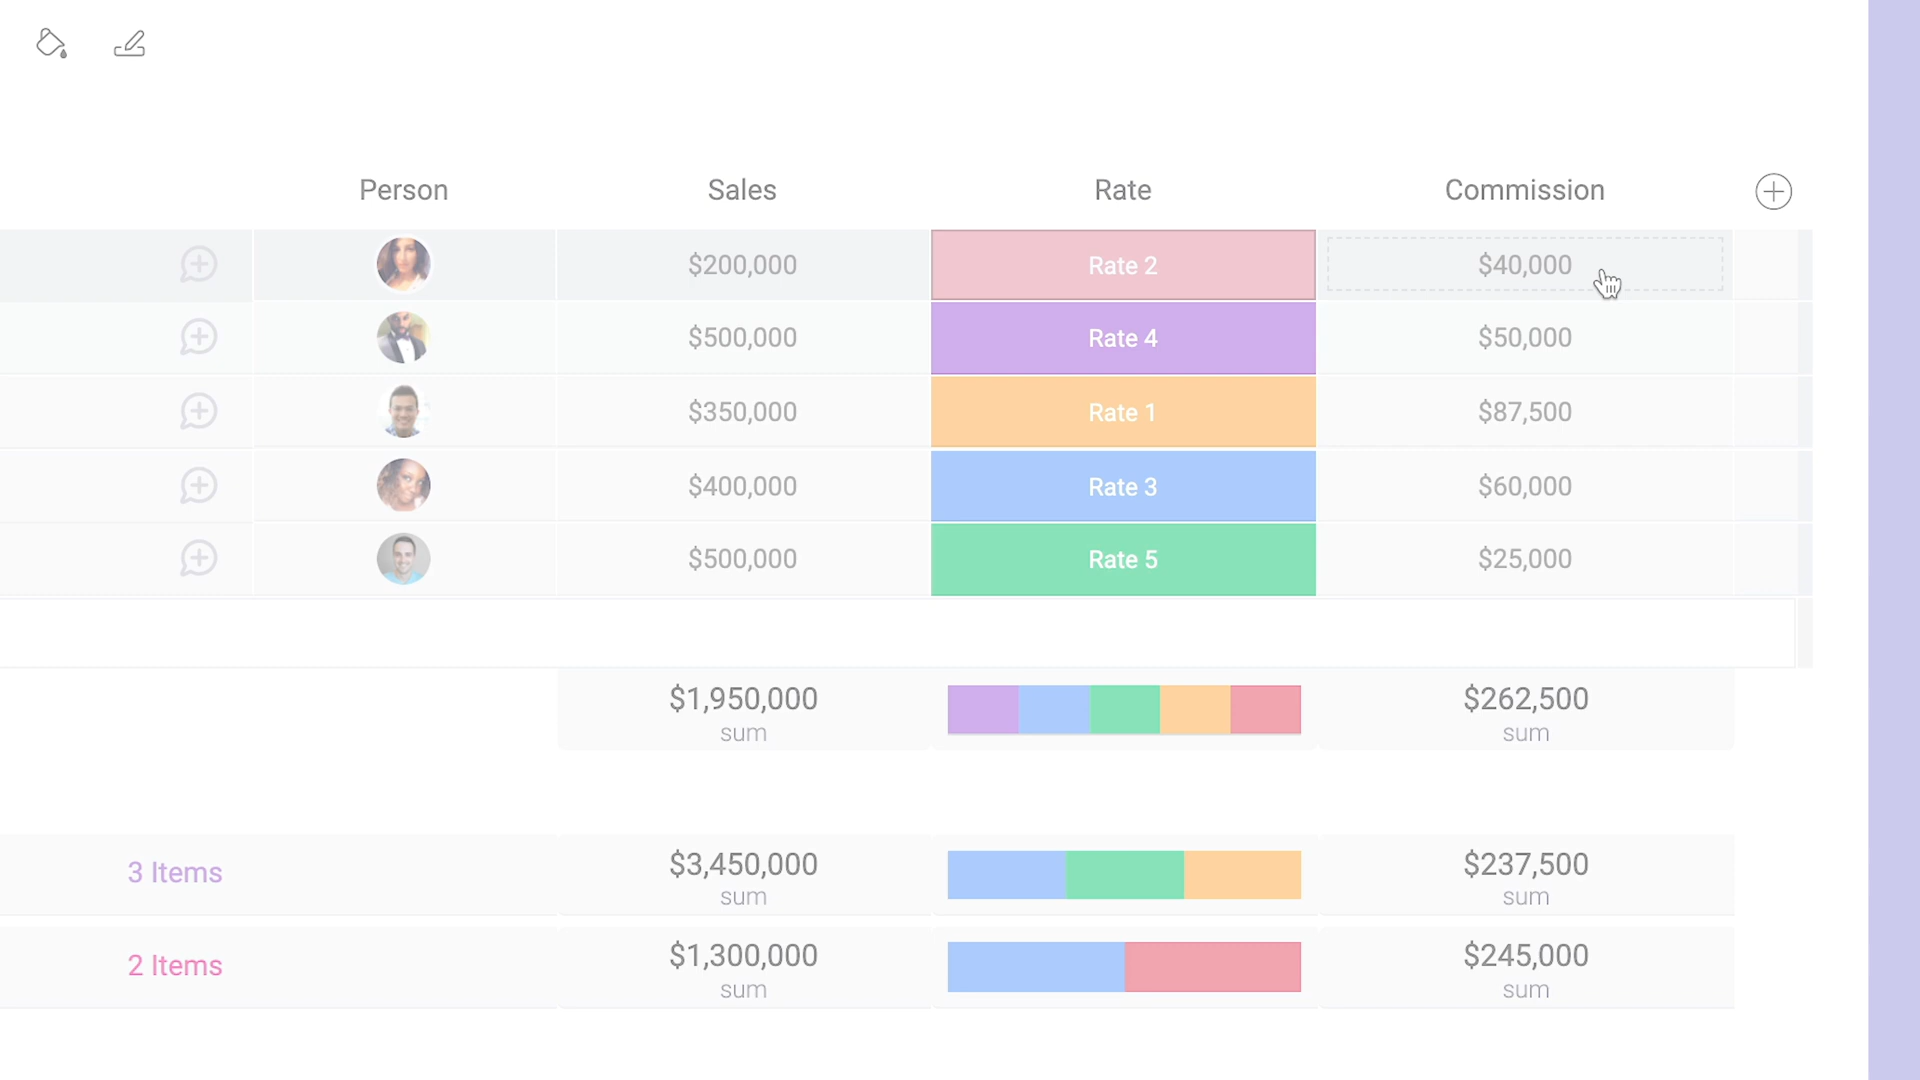 Person Sales Rate Commission
$200,000 Rate 2 $40,000
$500,000 Rate 4 $50,000
$350,000 Rate 1 $87,500
$400,000 Rate 3 $60,000
$500,000 Rate 5 $25,000
$1,950,000 $262,500
sum sum
3 Items $3,450,000 $237,500
sum sum
2 Items $1,300,000 $245,000
sum sum